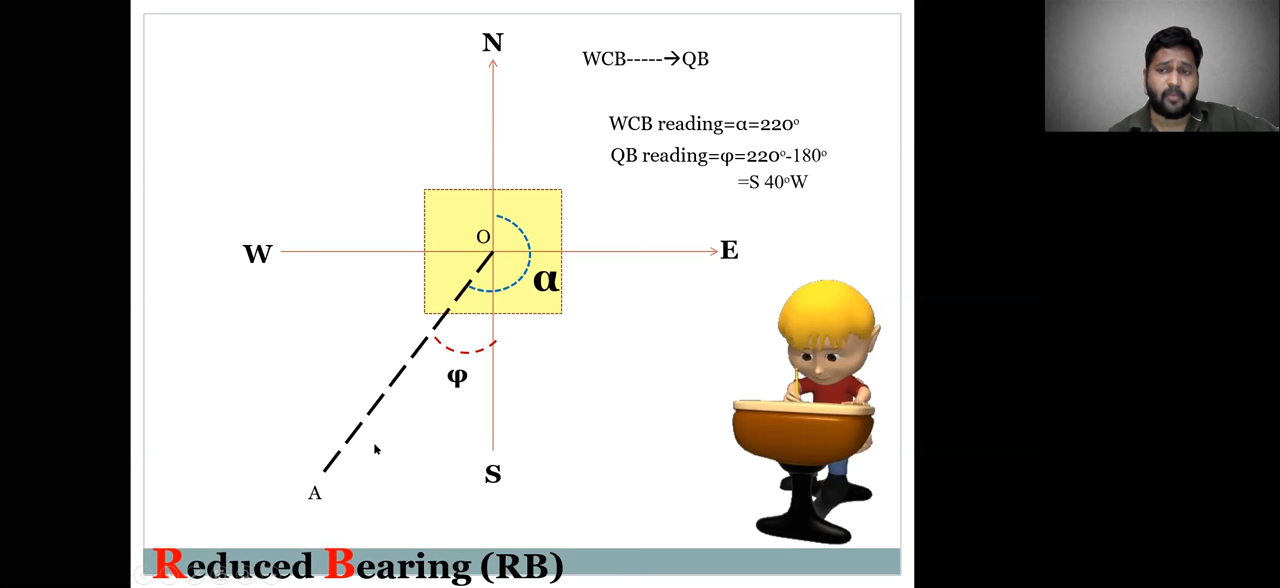 N
WCB-----→QB
WCB reading=α=220°
QB reading=φ=220°-180°
=S 40°W
O
W
E
α
φ
S
A
Reduced Bearing (RB)